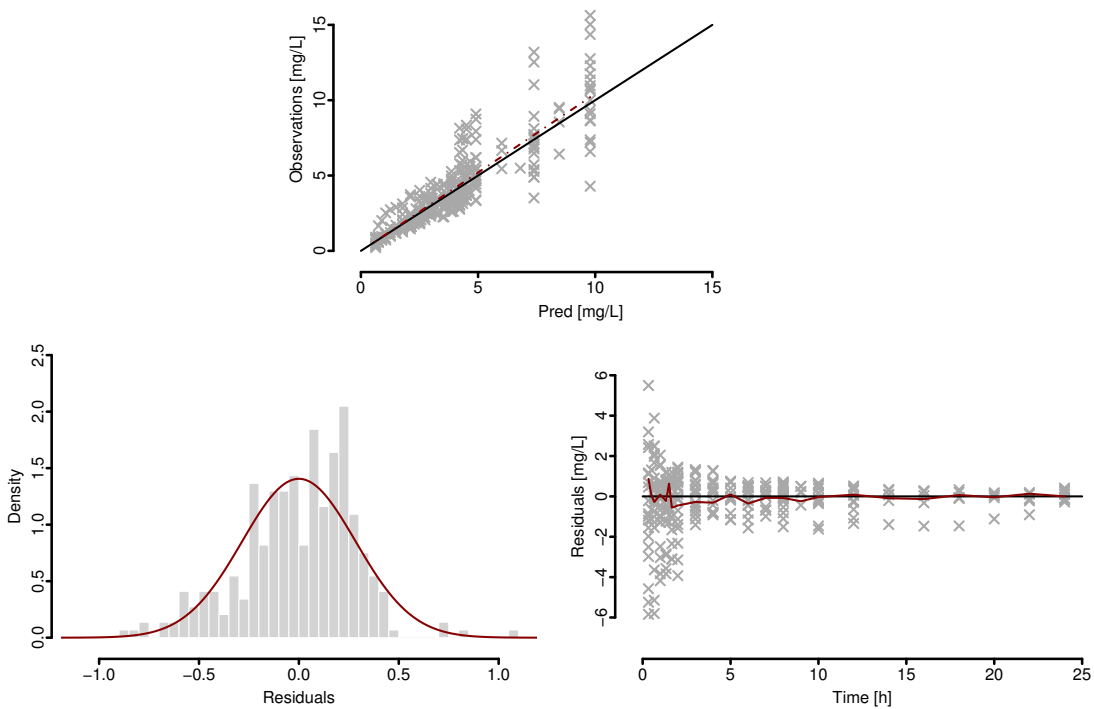 Observations [mg/L]
15
10
5
0
0 5 10 15
Pred [mg/L]
Density
2.5
2.0
1.5
1.0
0.5
0.0
−1.0 −0.5 0.0 0.5 1.0
Residuals
Residuals [mg/L]
6
4
2
0
−2
−4
−6
0 5 10 15 20 25
Time [h]